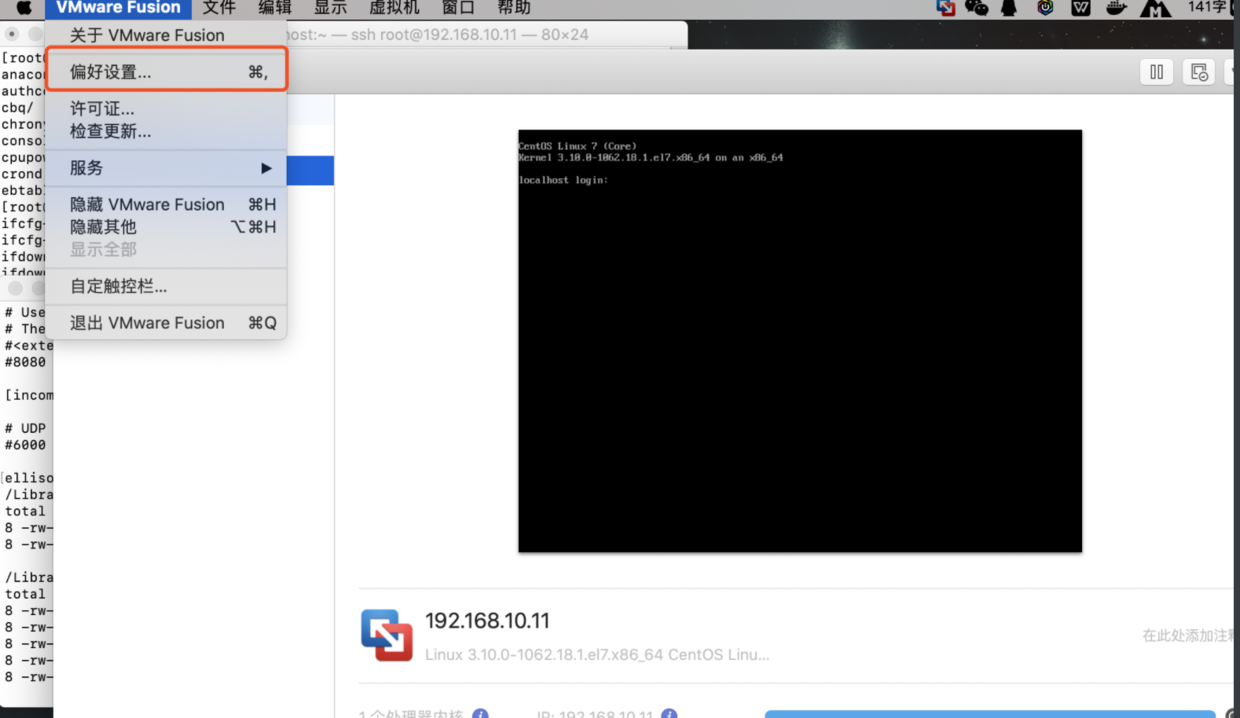 VMware Fusion 文件 编辑 显示 虚拟机 窗口 帮助 141字
关于 VMware Fusion
host:~ — ssh root@192.168.10.11 — 80×24
偏好设置... ⌘,
许可证...
检查更新...
服务
隐藏 VMware Fusion ⌘H
隐藏其他 ⌥⌘H
显示全部
自定触控栏...
退出 VMware Fusion ⌘Q
[root
anacon
authc
cbq/
chrony
conso
cpupow
crond
ebtab
[root
ifcfg-
ifcfg-
ifdown
ifdow
# Use
# The
#<exte
#8080
[incom
# UDP
#6000
[elliso
/Libra
total
8 -rw-
8 -rw-
/Libra
total
8 -rw-
8 -rw-
8 -rw-
8 -rw-
8 -rw-
CentOS Linux 7 (Core)
Kernel 3.10.0-1062.18.1.el7.x86_64 on an x86_64
localhost login:
192.168.10.11
Linux 3.10.0-1062.18.1.el7.x86_64 CentOS Linu...
在此处添加注释
1 个处理器内核 IP: 192.168.10.11